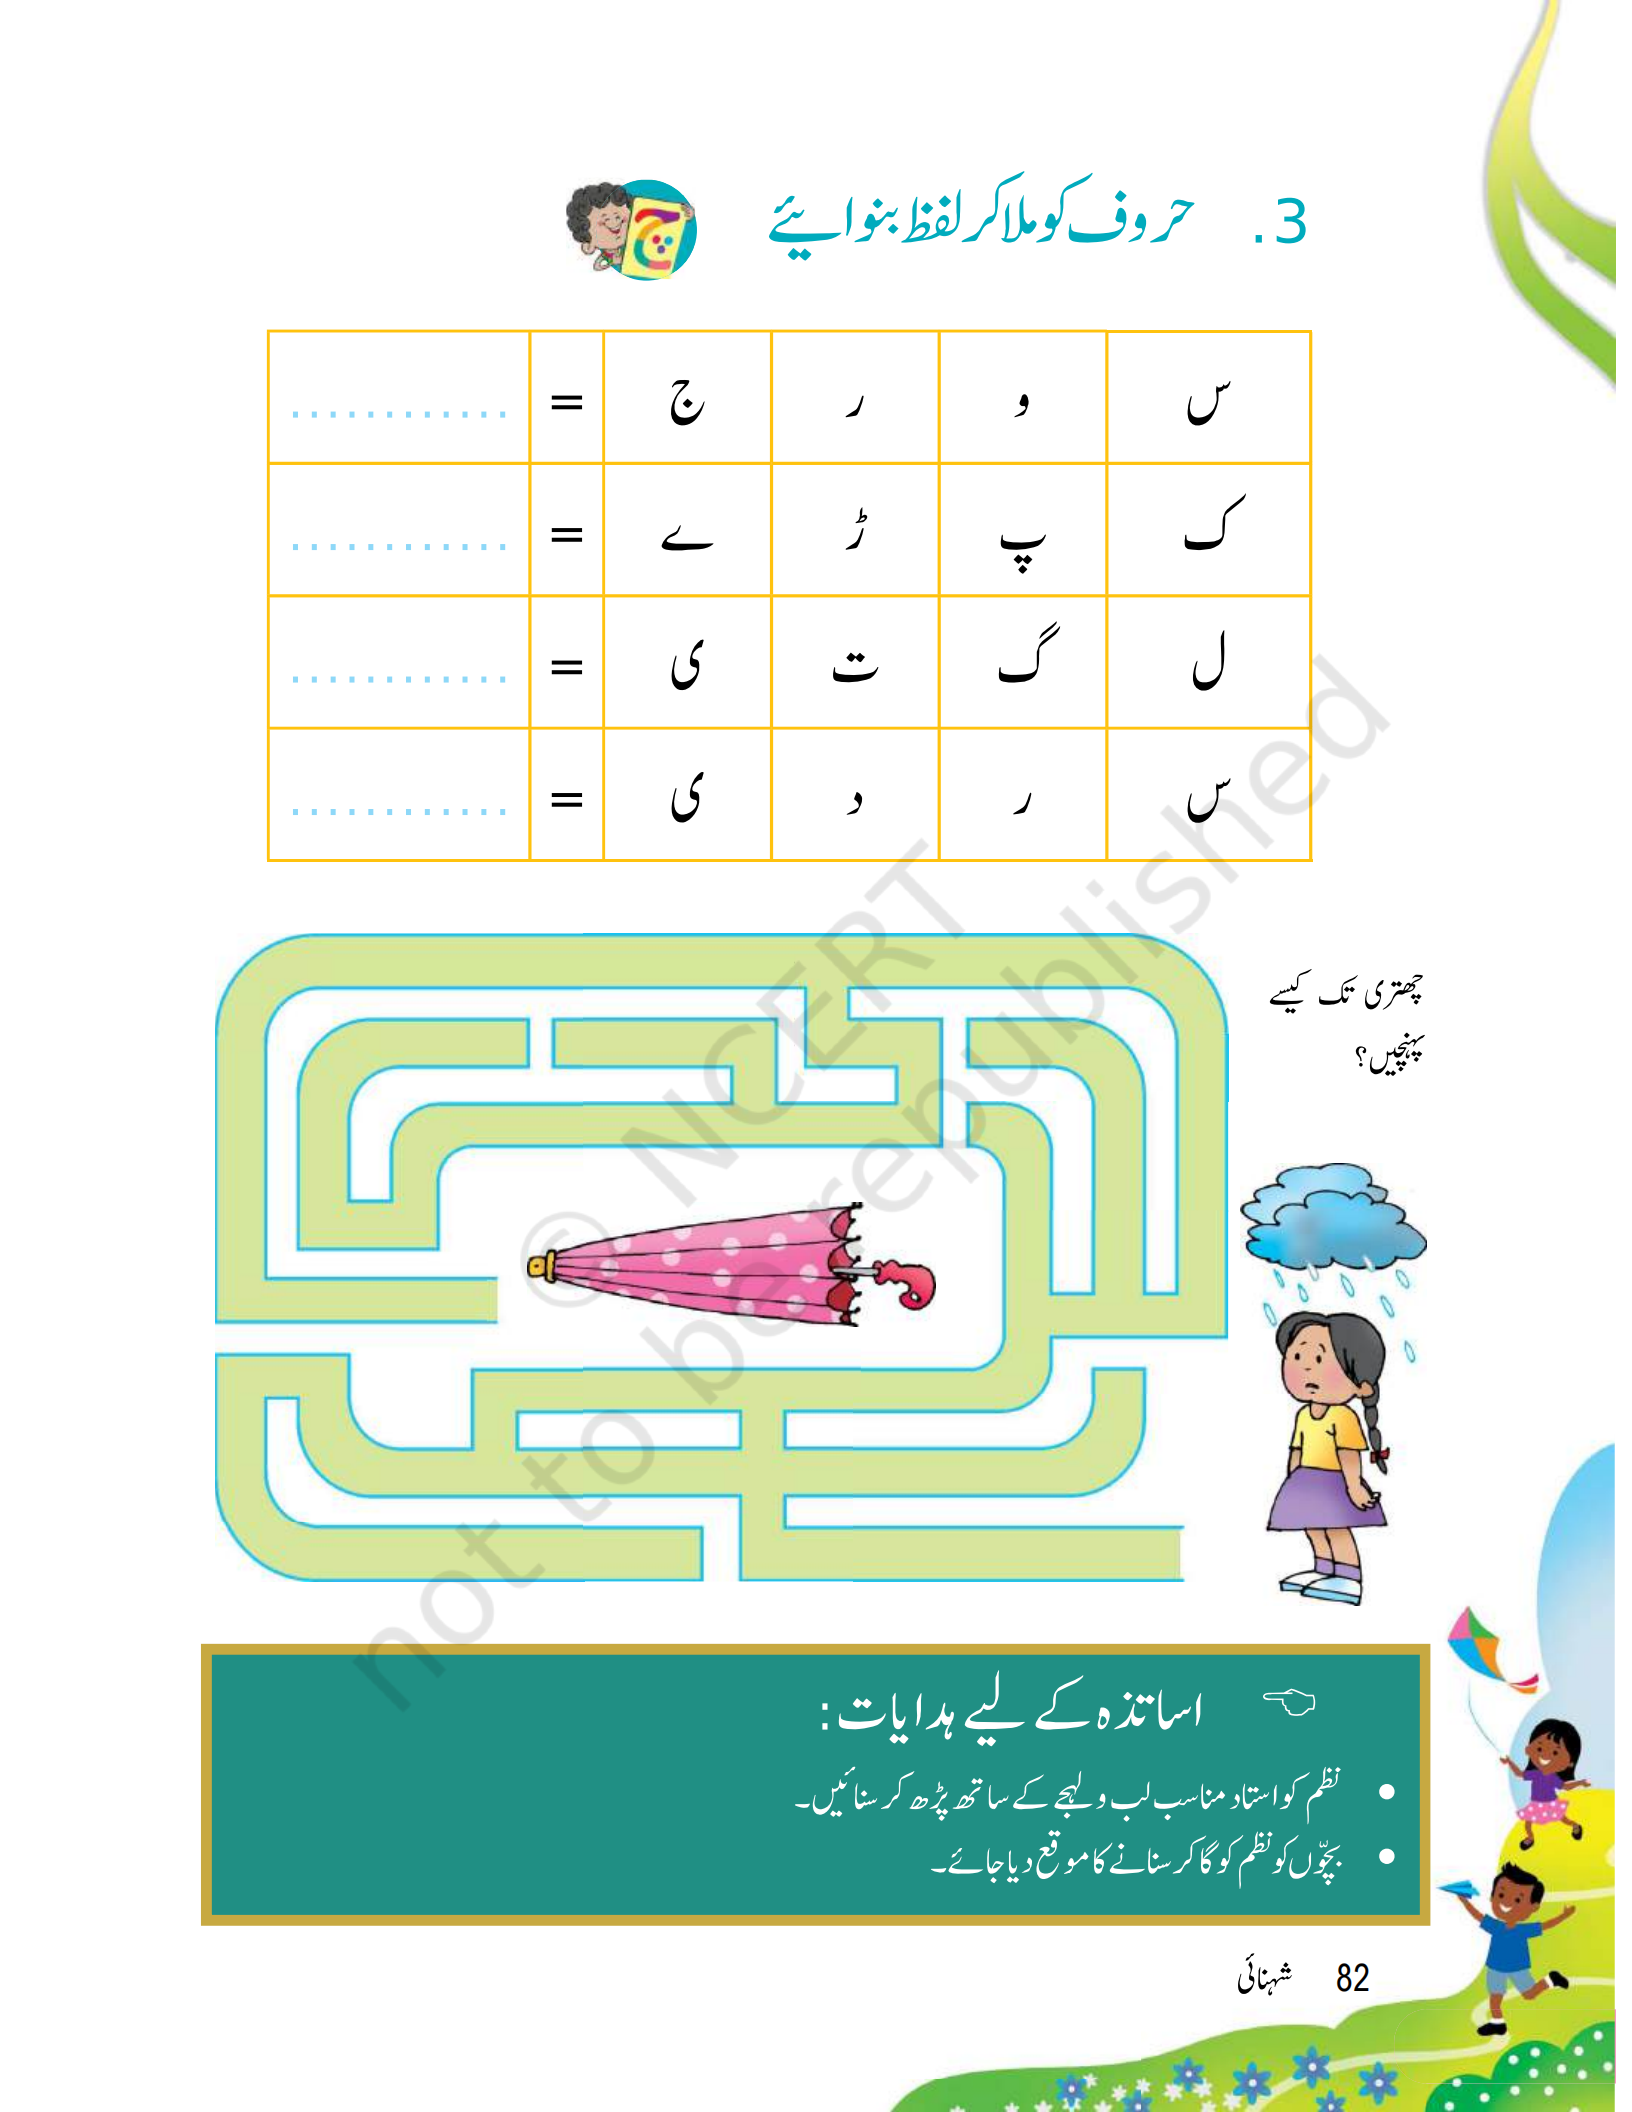 3. حروف کو ملا کر لفظ بنوائیے
چ
س و ر ج = ............
ک پ ڑ ے = ............
ل گ ت ی = ............
س ر د ی = ............
چھتری تک کیسے
پہنچیں؟
© NCERT
not to be republished
اساتذہ کے لیے ہدایات:
• نظم کو استاد مناسب لب و لہجے کے ساتھ پڑھ کر سنائیں۔
• بچّوں کو نظم کو گا کر سنانے کا موقع دیا جائے۔
82 شہنائی